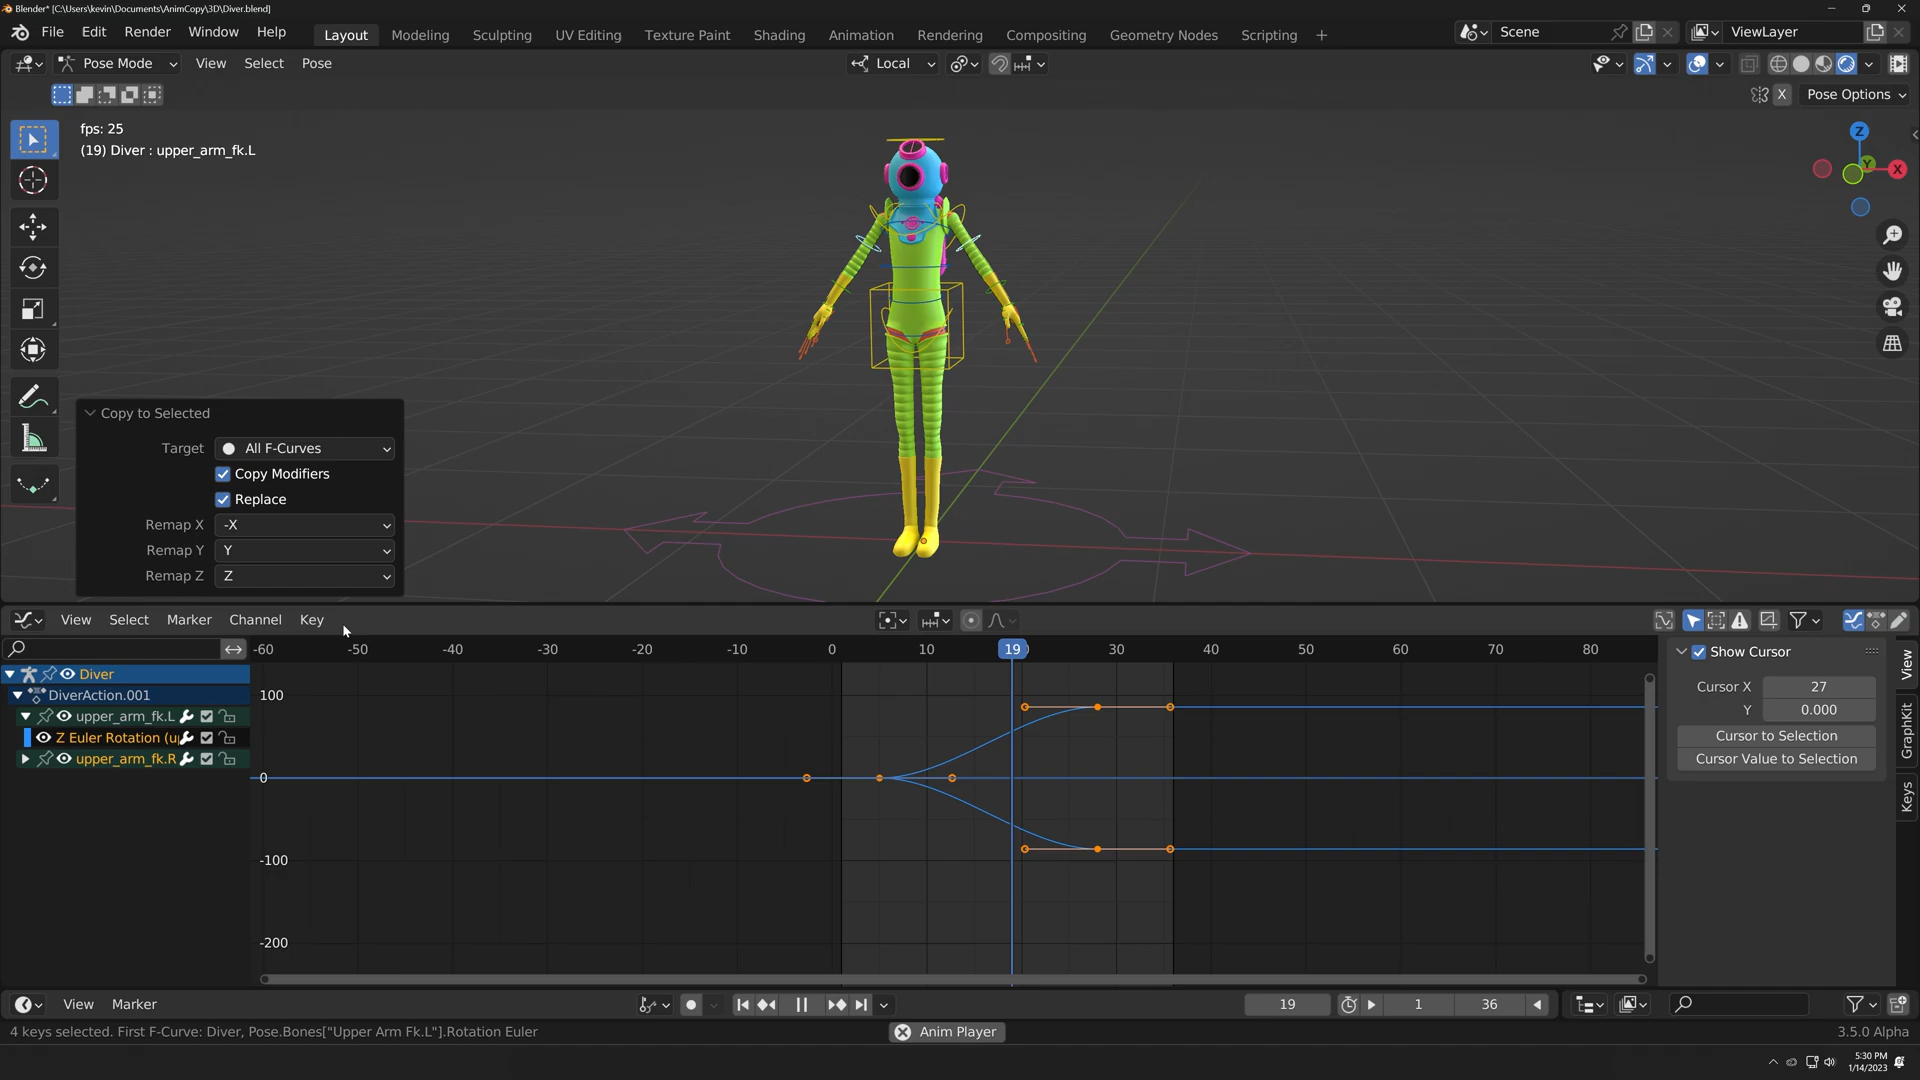 Blender* [C:\Users\kevin\Documents\AnimCopy\3D\Diver.blend]
File Edit Render Window Help Layout Modeling Sculpting UV Editing Texture Paint Shading Animation Rendering Compositing Geometry Nodes Scripting + Scene ViewLayer
Pose Mode View Select Pose Local
X Pose Options
fps: 25
(19) Diver : upper_arm_fk.L
Z
Y
X
Copy to Selected
Target All F-Curves
Copy Modifiers
Replace
Remap X -X
Remap Y Y
Remap Z Z
View Select Marker Channel Key
-60 -50 -40 -30 -20 -10 0 10 19 30 40 50 60 70 80
Show Cursor
Diver
Cursor X 27
DiverAction.001
100
Y 0.000
upper_arm_fk.L
Cursor to Selection
Z Euler Rotation (u
upper_arm_fk.R
Cursor Value to Selection
0
-100
-200
View
GraphKit
Keys
View Marker 19 1 36
4 keys selected. First F-Curve: Diver, Pose.Bones["Upper Arm Fk.L"].Rotation Euler Anim Player 3.5.0 Alpha
5:30 PM
1/14/2023